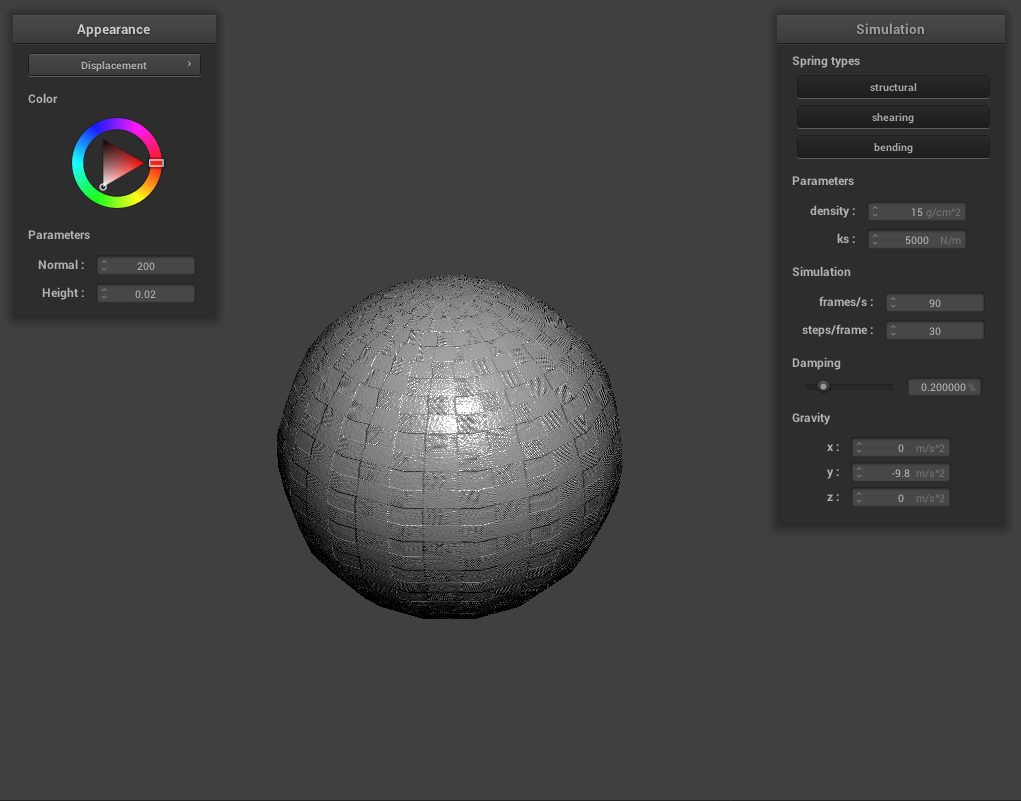 Appearance
Displacement
Color
Parameters
Normal :
200
Height :
0.02
Simulation
Spring types
structural
shearing
bending
Parameters
density :
15 g/cm^2
ks :
5000 N/m
Simulation
frames/s :
90
steps/frame :
30
Damping
0.200000 %
Gravity
x :
0 m/s^2
y :
-9.8 m/s^2
z :
0 m/s^2